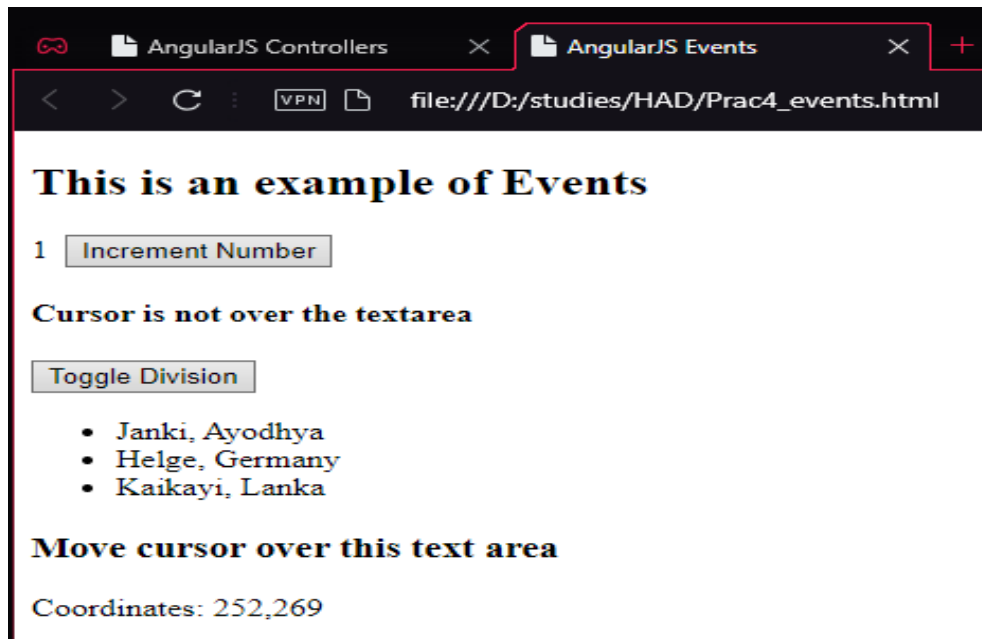 AngularJS Controllers
AngularJS Events
VPN file:///D:/studies/HAD/Prac4_events.html
This is an example of Events
1 Increment Number
Cursor is not over the textarea
Toggle Division
• Janki, Ayodhya
• Helge, Germany
• Kaikayi, Lanka
Move cursor over this text area
Coordinates: 252,269